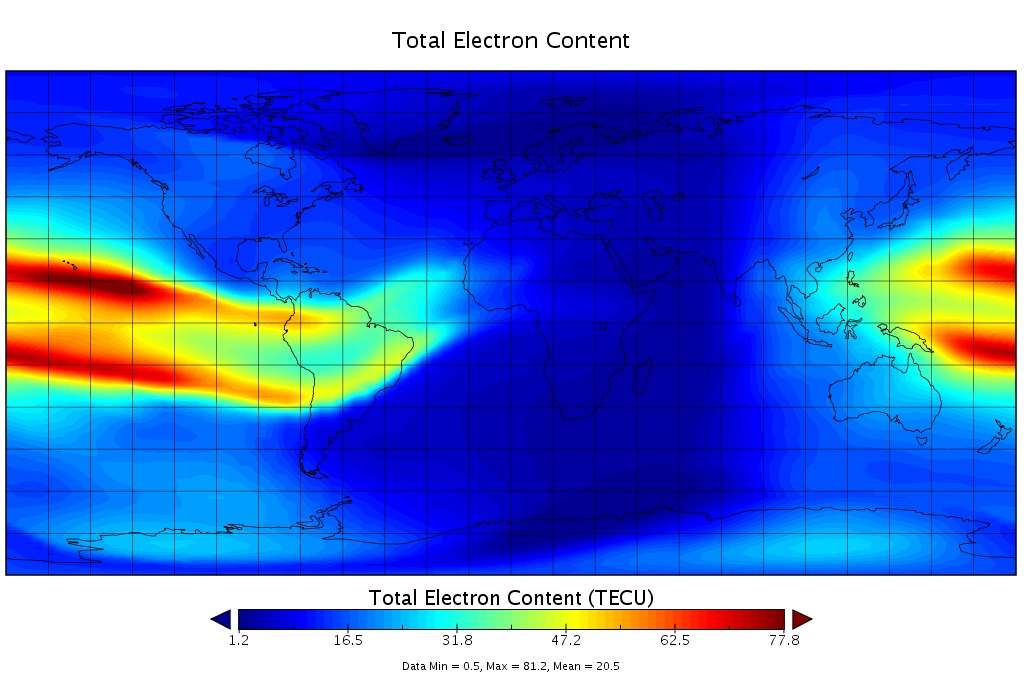 Total Electron Content
Total Electron Content (TECU)
1.2 16.5 31.8 47.2 62.5 77.8
Data Min = 0.5, Max = 81.2, Mean = 20.5